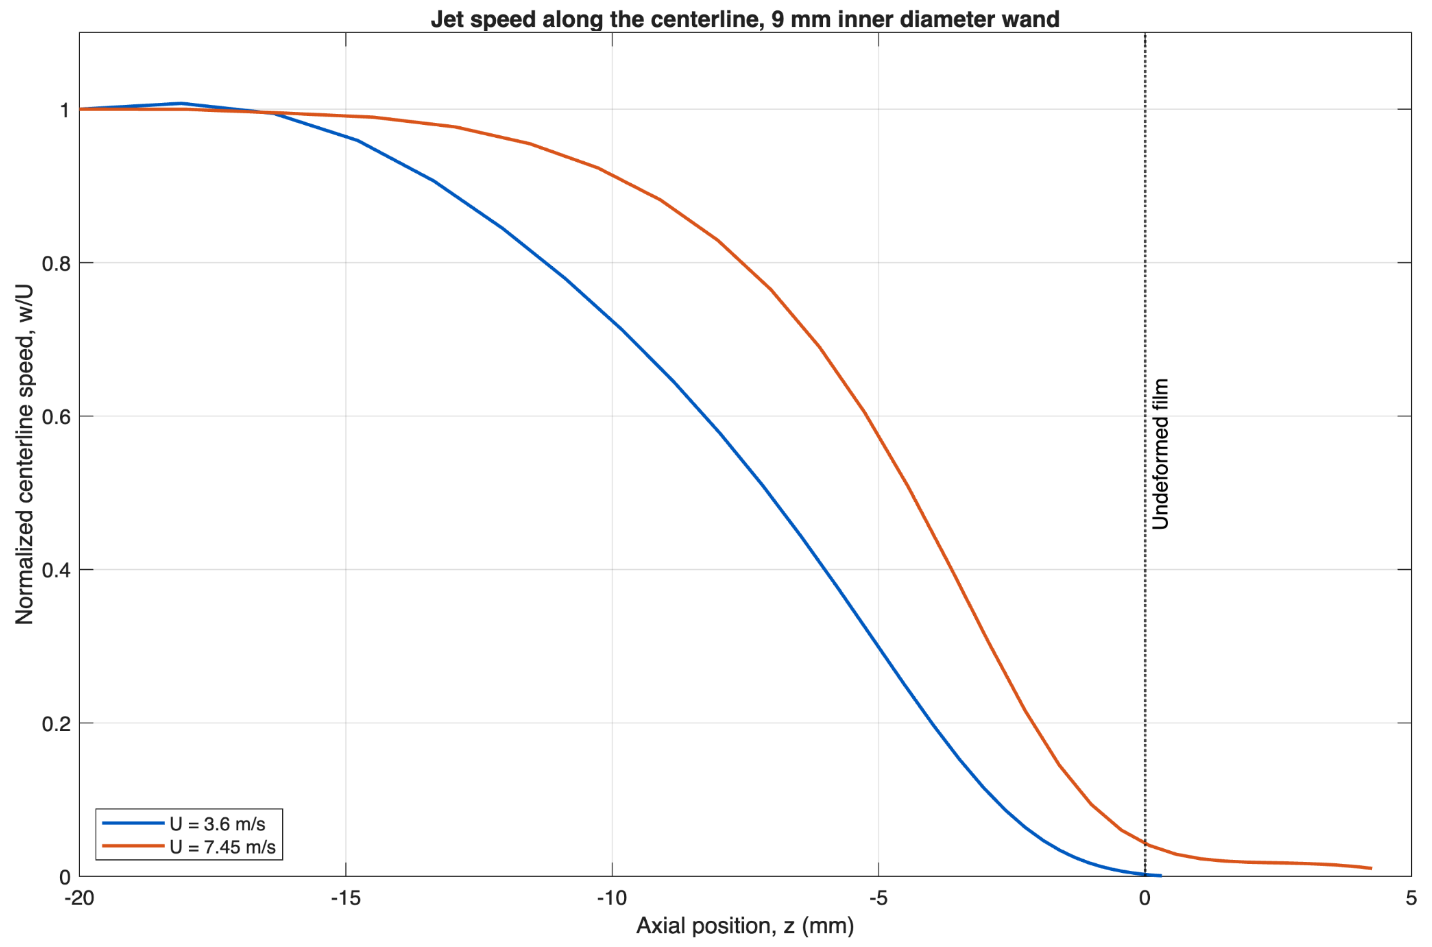 Jet speed along the centerline, 9 mm inner diameter wand
Normalized centerline speed, w/U
1
0.8
0.6
0.4
0.2
0
Undeformed film
U = 3.6 m/s
U = 7.45 m/s
-20
-15
-10
-5
0
5
Axial position, z (mm)